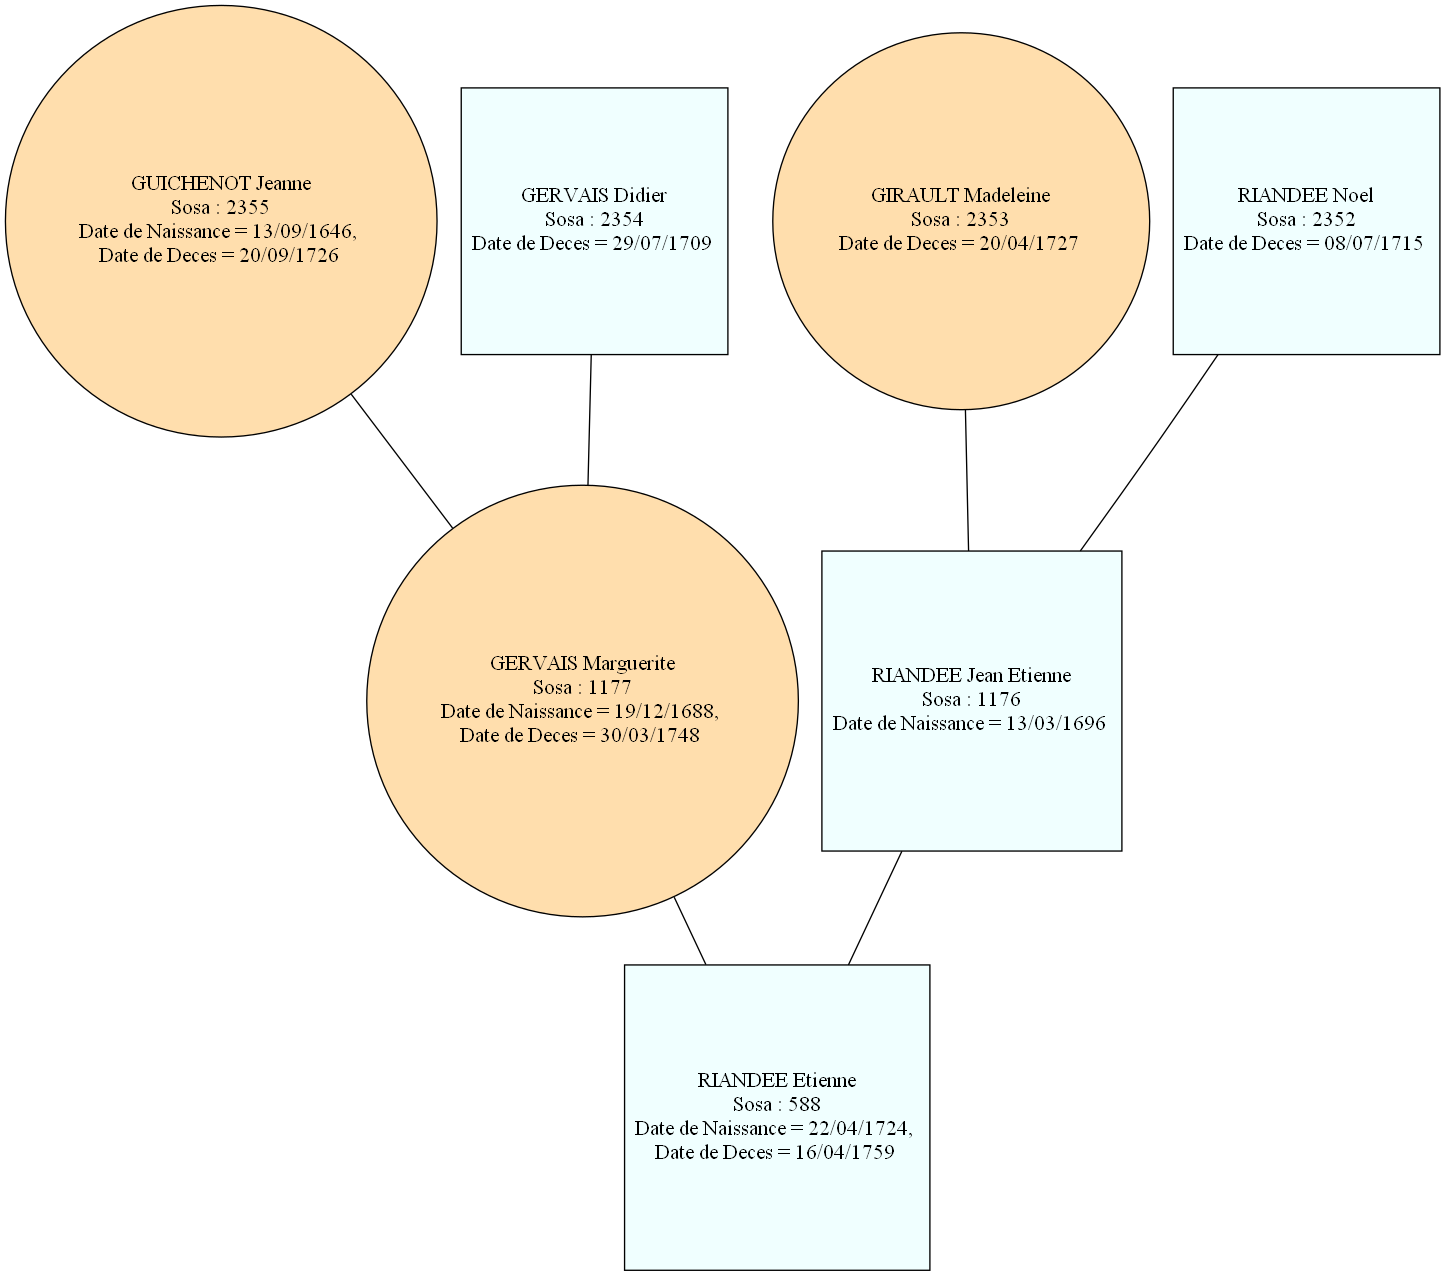 GUICHENOT Jeanne
Sosa : 2355
Date de Naissance = 13/09/1646,
Date de Deces = 20/09/1726
GERVAIS Didier
Sosa : 2354
Date de Deces = 29/07/1709
GIRAULT Madeleine
Sosa : 2353
Date de Deces = 20/04/1727
RIANDEE Noel
Sosa : 2352
Date de Deces = 08/07/1715
GERVAIS Marguerite
Sosa : 1177
Date de Naissance = 19/12/1688,
Date de Deces = 30/03/1748
RIANDEE Jean Etienne
Sosa : 1176
Date de Naissance = 13/03/1696
RIANDEE Etienne
Sosa : 588
Date de Naissance = 22/04/1724,
Date de Deces = 16/04/1759